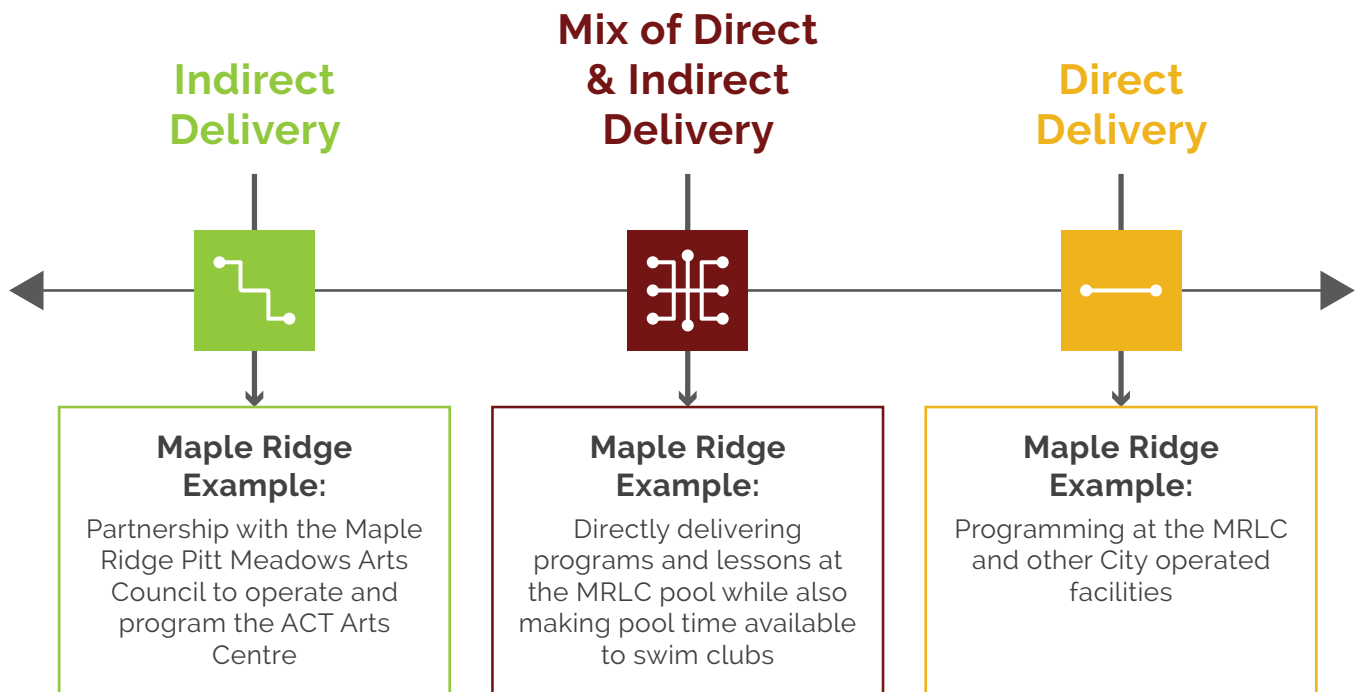 Indirect
Delivery
Mix of Direct
& Indirect
Delivery
Direct
Delivery
Maple Ridge
Example:
Partnership with the Maple
Ridge Pitt Meadows Arts
Council to operate and
program the ACT Arts
Centre
Maple Ridge
Example:
Directly delivering
programs and lessons at
the MRLC pool while also
making pool time available
to swim clubs
Maple Ridge
Example:
Programming at the MRLC
and other City operated
facilities